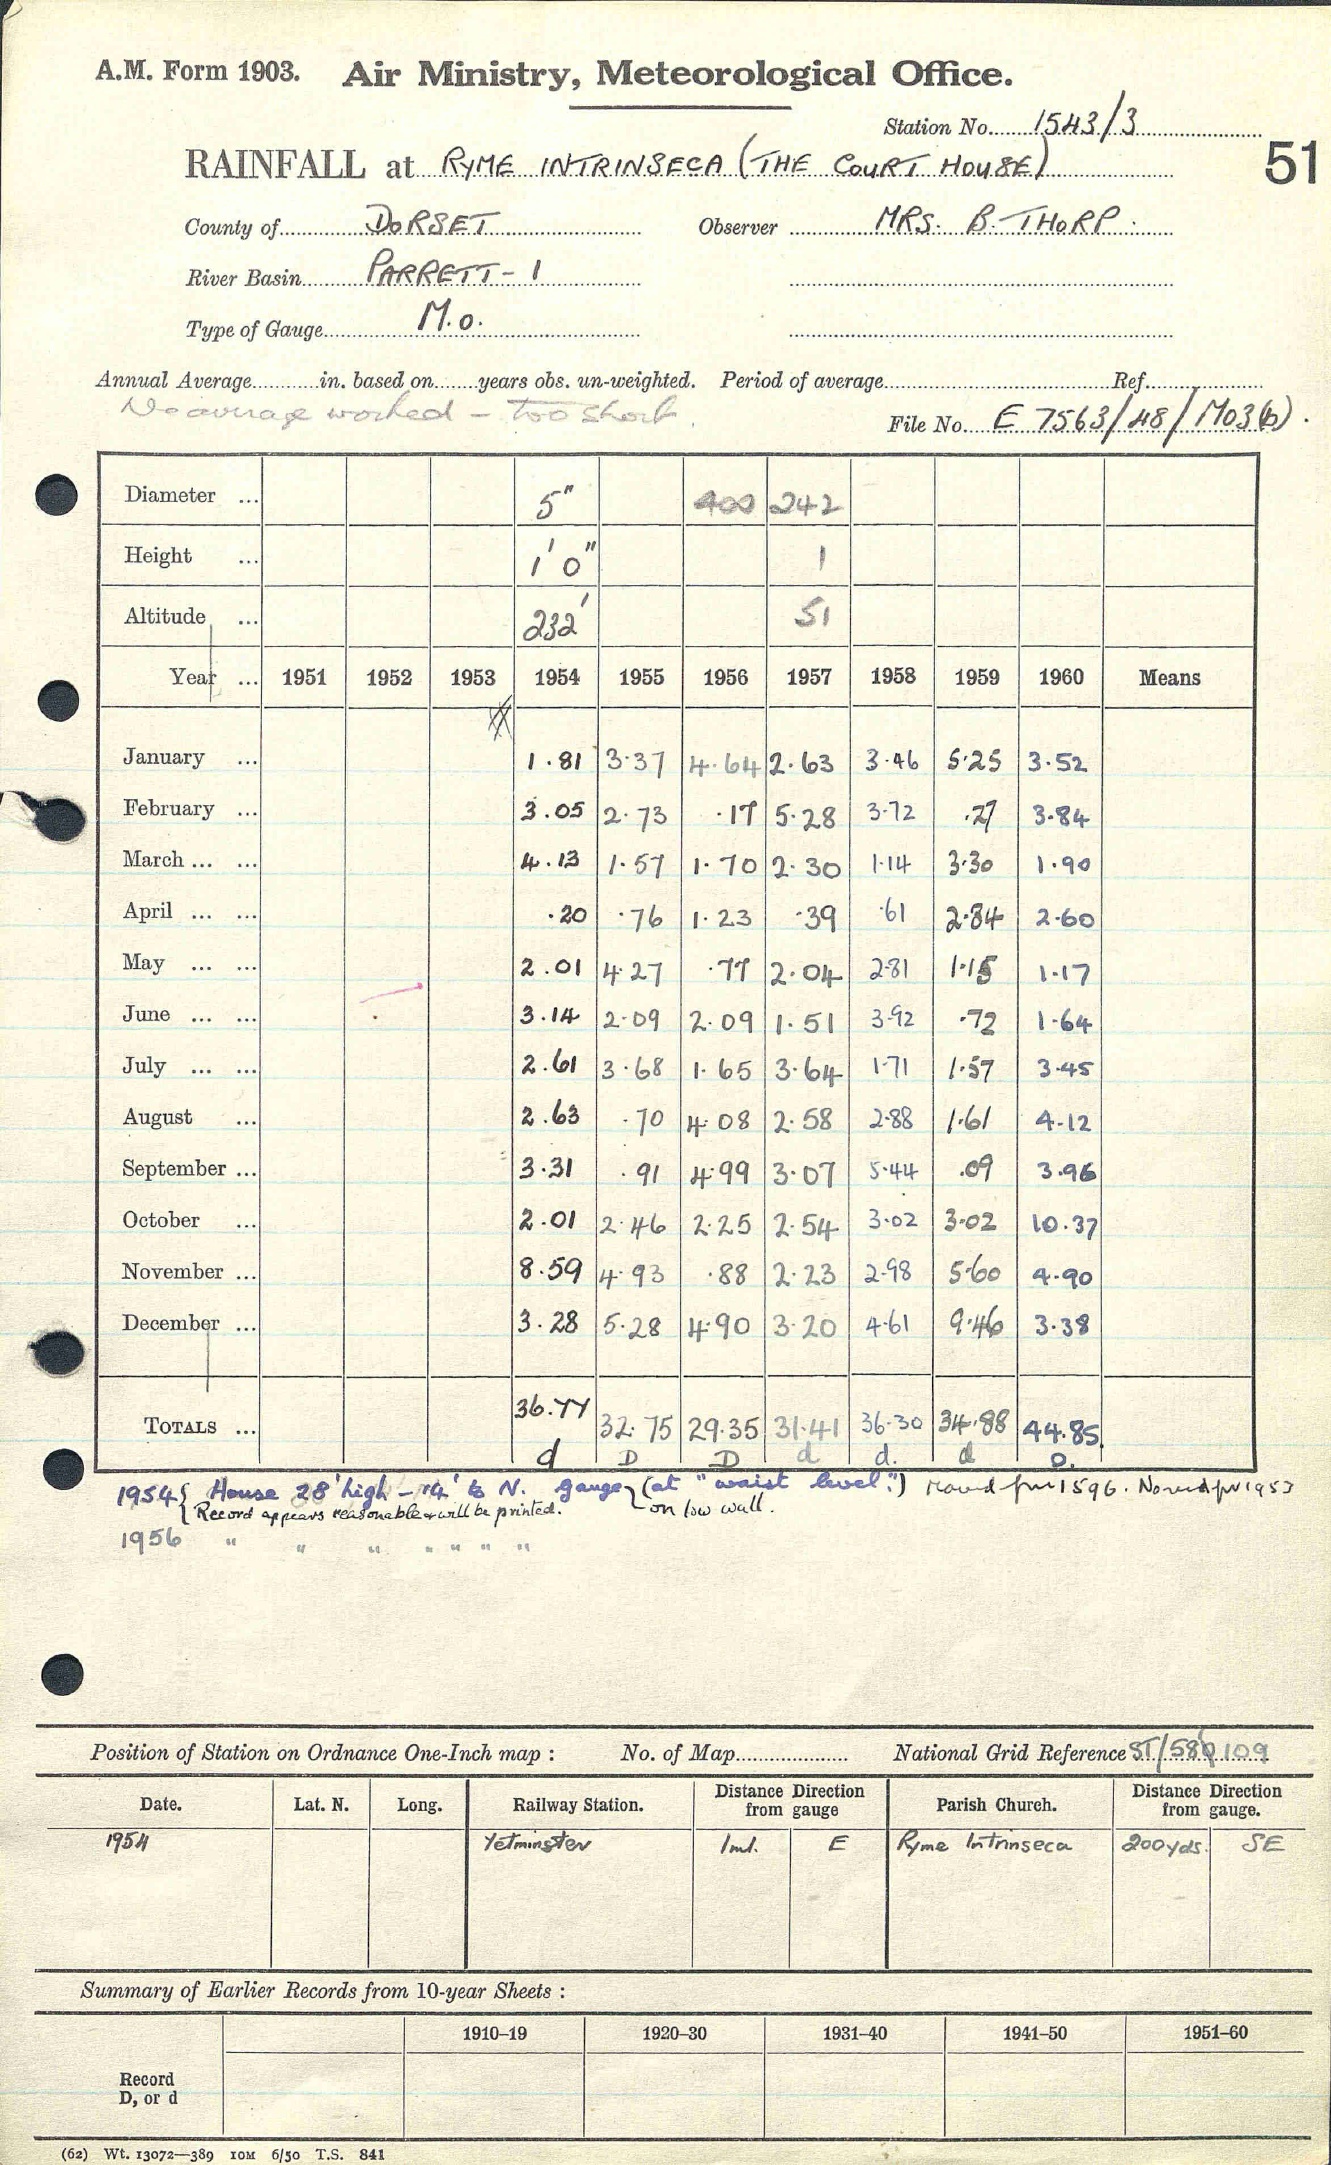 A.M. Form 1903. Air Ministry, Meteorological Office.
Station No. 1543/3
RAINFALL at RYME INTRINSECA (THE COURT HOUSE)
51
County of DORSET Observer MRS. B. THORP.
River Basin PARRETT - 1
Type of Gauge M.O.
Annual Average in. based on years obs. un-weighted. Period of average Ref.
No average worked - too short.
File No. E 7563/48/M03(b).
Diameter ... 5" 400 242
Height ... 1' 0" 1
Altitude ... 232' 51
Year ... 1951 1952 1953 1954 1955 1956 1957 1958 1959 1960 Means
January ... 1.81 3.37 4.64 2.63 3.46 5.25 3.52
February ... 3.05 2.73 .17 5.28 3.72 .27 3.84
March ... ... 4.13 1.57 1.70 2.30 1.14 3.30 1.90
April ... ... .20 .76 1.23 .39 .61 2.84 2.60
May ... ... 2.01 4.27 .77 2.04 2.81 1.15 1.17
June ... ... 3.14 2.09 2.09 1.51 3.92 .72 1.64
July ... ... 2.61 3.68 1.65 3.64 1.71 1.57 3.45
August ... 2.63 .70 4.08 2.58 2.88 1.61 4.12
September ... 3.31 .91 4.99 3.07 5.44 .09 3.96
October ... 2.01 2.46 2.25 2.54 3.02 3.02 10.37
November ... 8.59 4.93 .88 2.23 2.98 5.60 4.90
December ... 3.28 5.28 4.90 3.20 4.61 9.46 3.38
TOTALS ... 36.77 32.75 29.35 31.41 36.30 34.88 44.85
d D D d d. d D.
1954 { House 28' high - 14' to N. gauge (at "waist level".) Moved fm 1596. No record for 1953
Record appears reasonable & will be printed. on low wall.
1956 " " " " " " "
Position of Station on Ordnance One-Inch map : No. of Map National Grid Reference ST/580109
Date. Lat. N. Long. Railway Station. Distance from gauge Direction Parish Church. Distance from gauge. Direction
1954 Yetminster 1ml. E Ryme Intrinseca 200yds. SE
Summary of Earlier Records from 10-year Sheets :
1910–19 1920–30 1931–40 1941–50 1951–60
Record
D, or d
(62) Wt. 13072—389 10M 6/50 T.S. 841